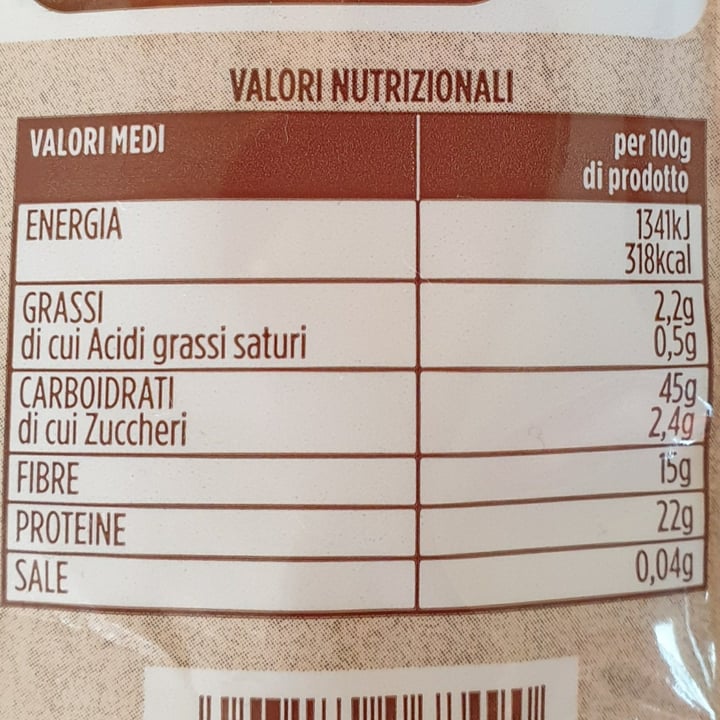 VALORI NUTRIZIONALI
VALORI MEDI
per 100g
di prodotto
ENERGIA
1341kJ
318kcal
GRASSI 2,2g
di cui Acidi grassi saturi 0,5g
CARBOIDRATI 45g
di cui Zuccheri 2,4g
FIBRE 15g
PROTEINE 22g
SALE 0,04g